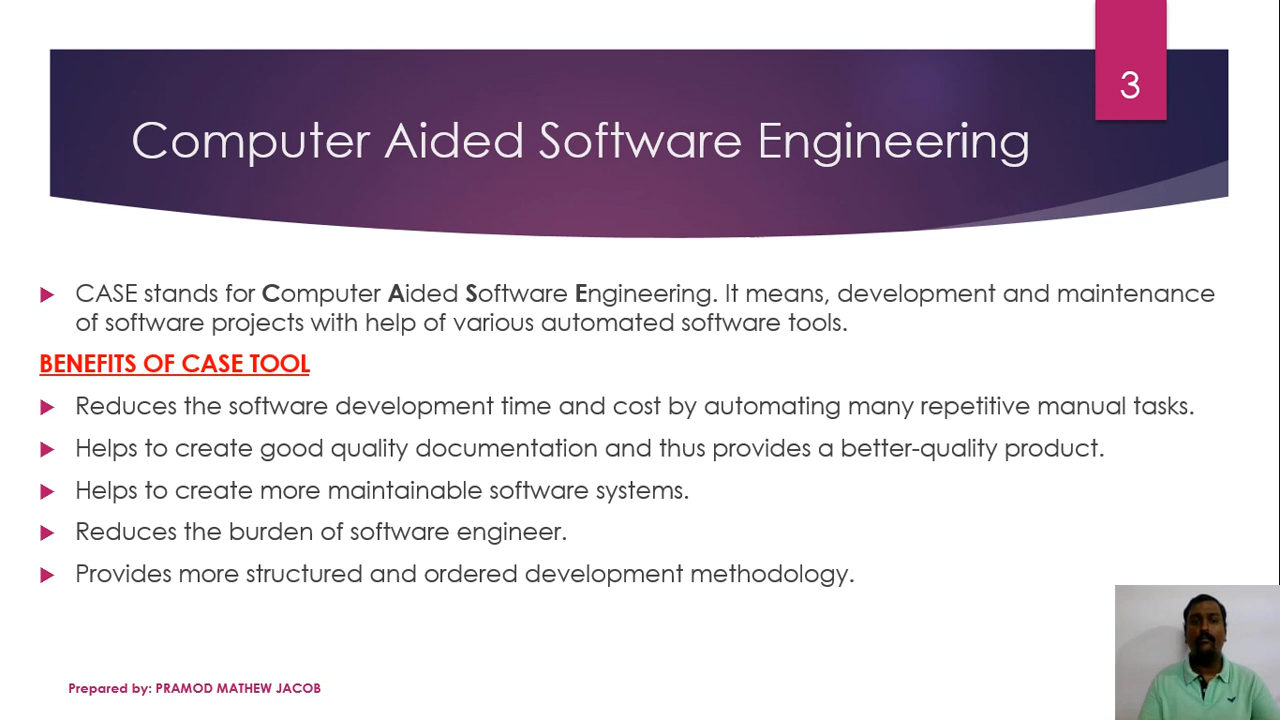 3
Computer Aided Software Engineering
CASE stands for Computer Aided Software Engineering. It means, development and maintenance
of software projects with help of various automated software tools.
BENEFITS OF CASE TOOL
Reduces the software development time and cost by automating many repetitive manual tasks.
Helps to create good quality documentation and thus provides a better-quality product.
Helps to create more maintainable software systems.
Reduces the burden of software engineer.
Provides more structured and ordered development methodology.
Prepared by: PRAMOD MATHEW JACOB